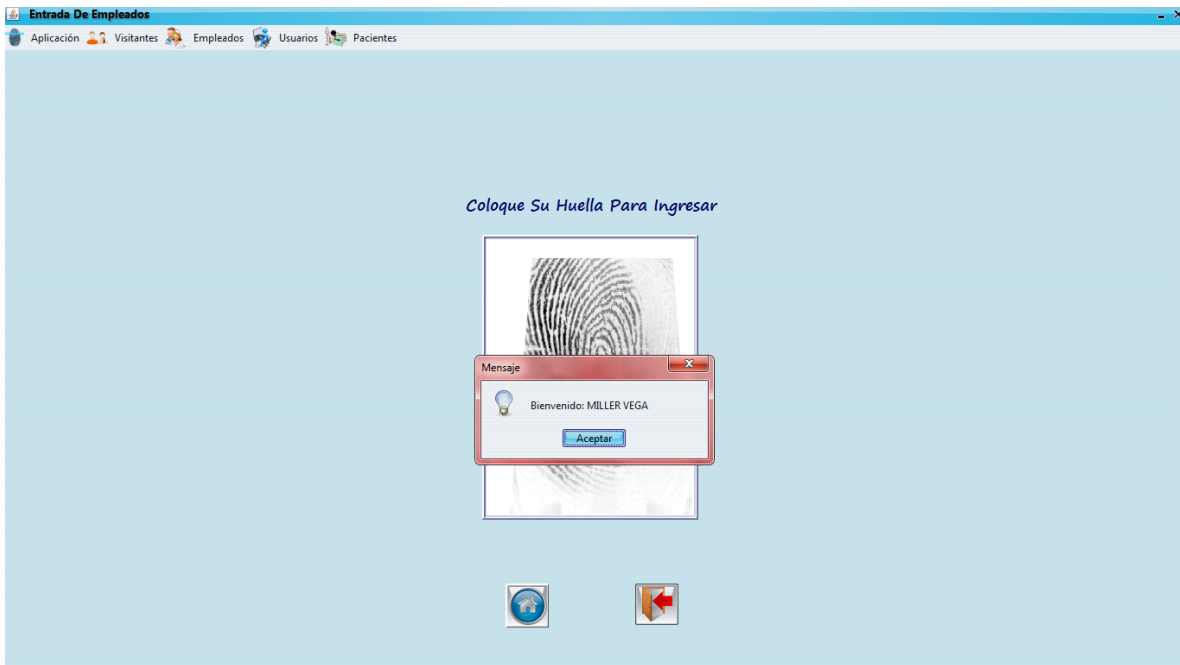 Entrada De Empleados
Aplicación Visitantes Empleados Usuarios Pacientes
Coloque Su Huella Para Ingresar
Mensaje
Bienvenido: MILLER VEGA
Aceptar